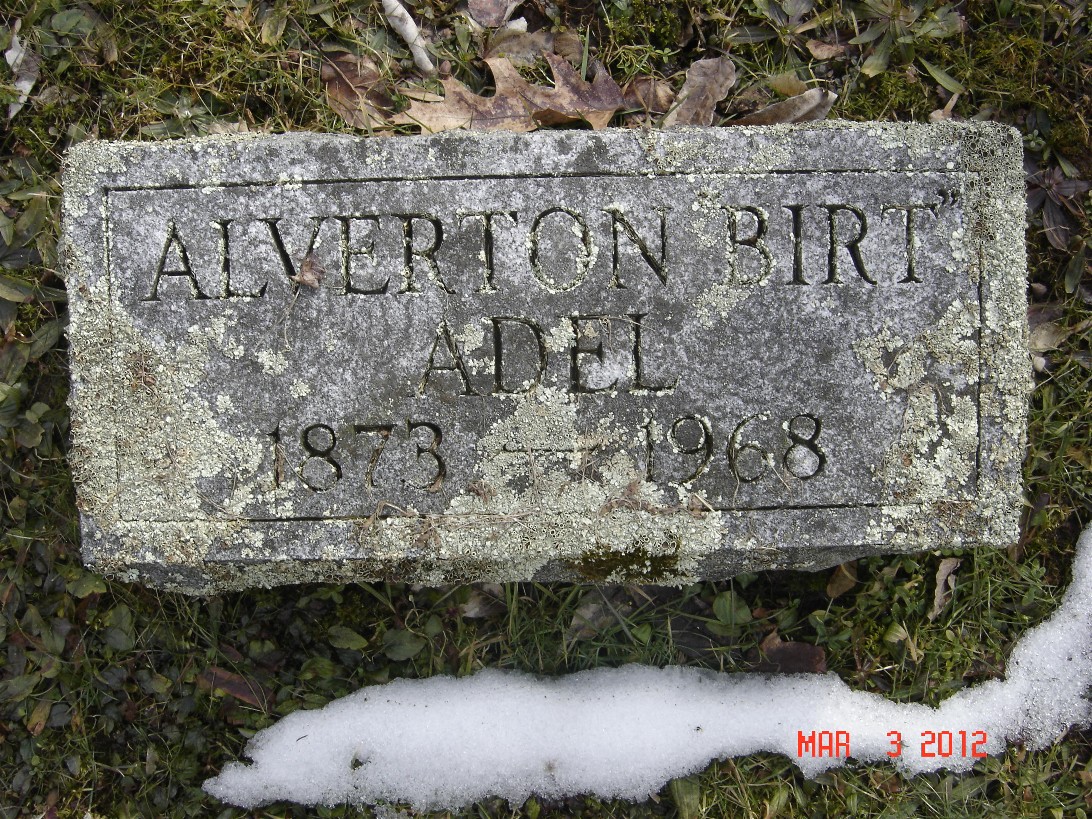 ALVERTON "BIRT"
ADEL
1873 — 1968
MAR 3 2012